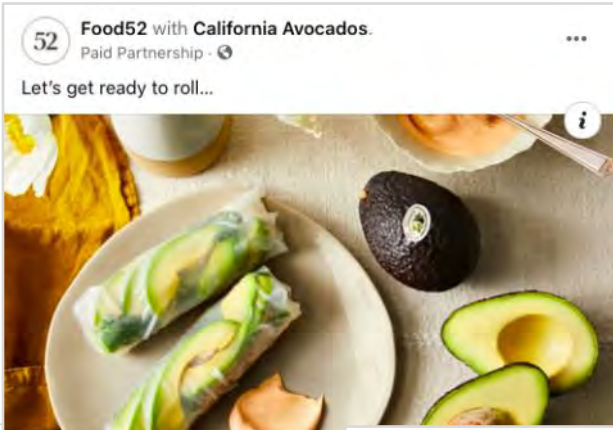 52
Food52 with California Avocados.
Paid Partnership ·
Let's get ready to roll...
i